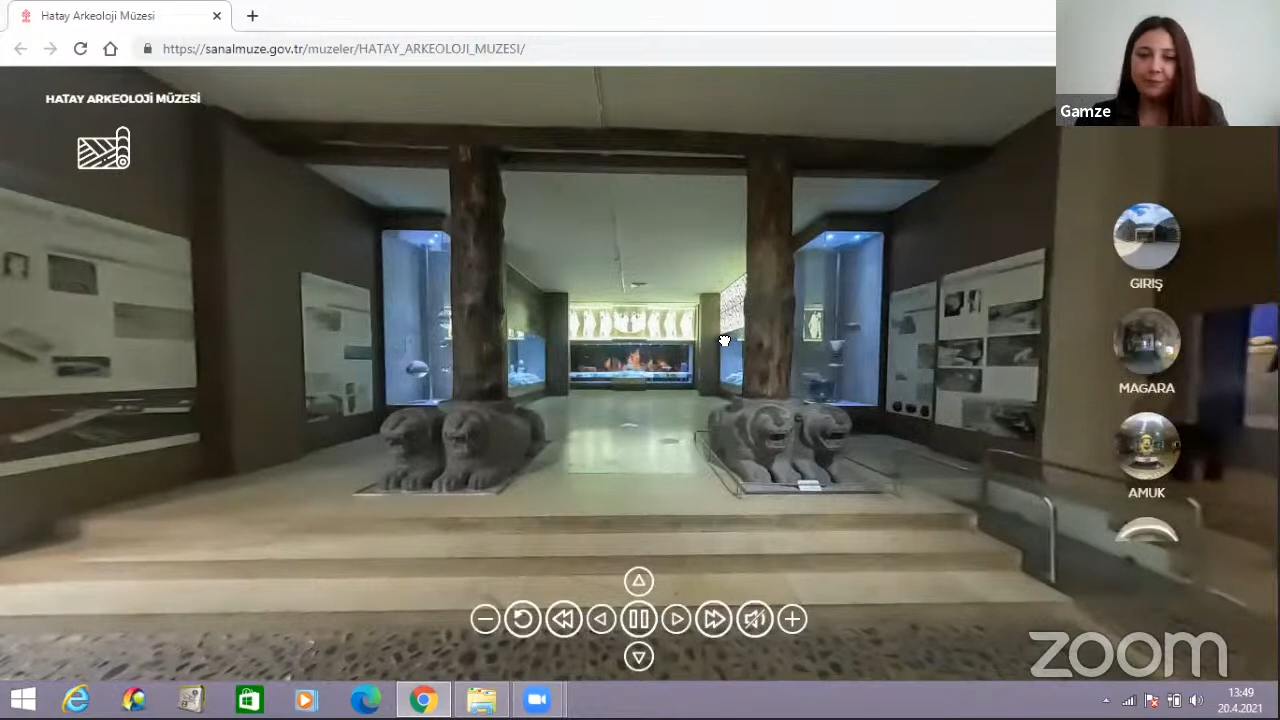 Hatay Arkeoloji Müzesi
https://sanalmuze.gov.tr/muzeler/HATAY_ARKEOLOJI_MUZESI/
HATAY ARKEOLOJİ MÜZESİ
Gamze
GIRIŞ
MAGARA
AMUK
zoom
13:49
20.4.2021